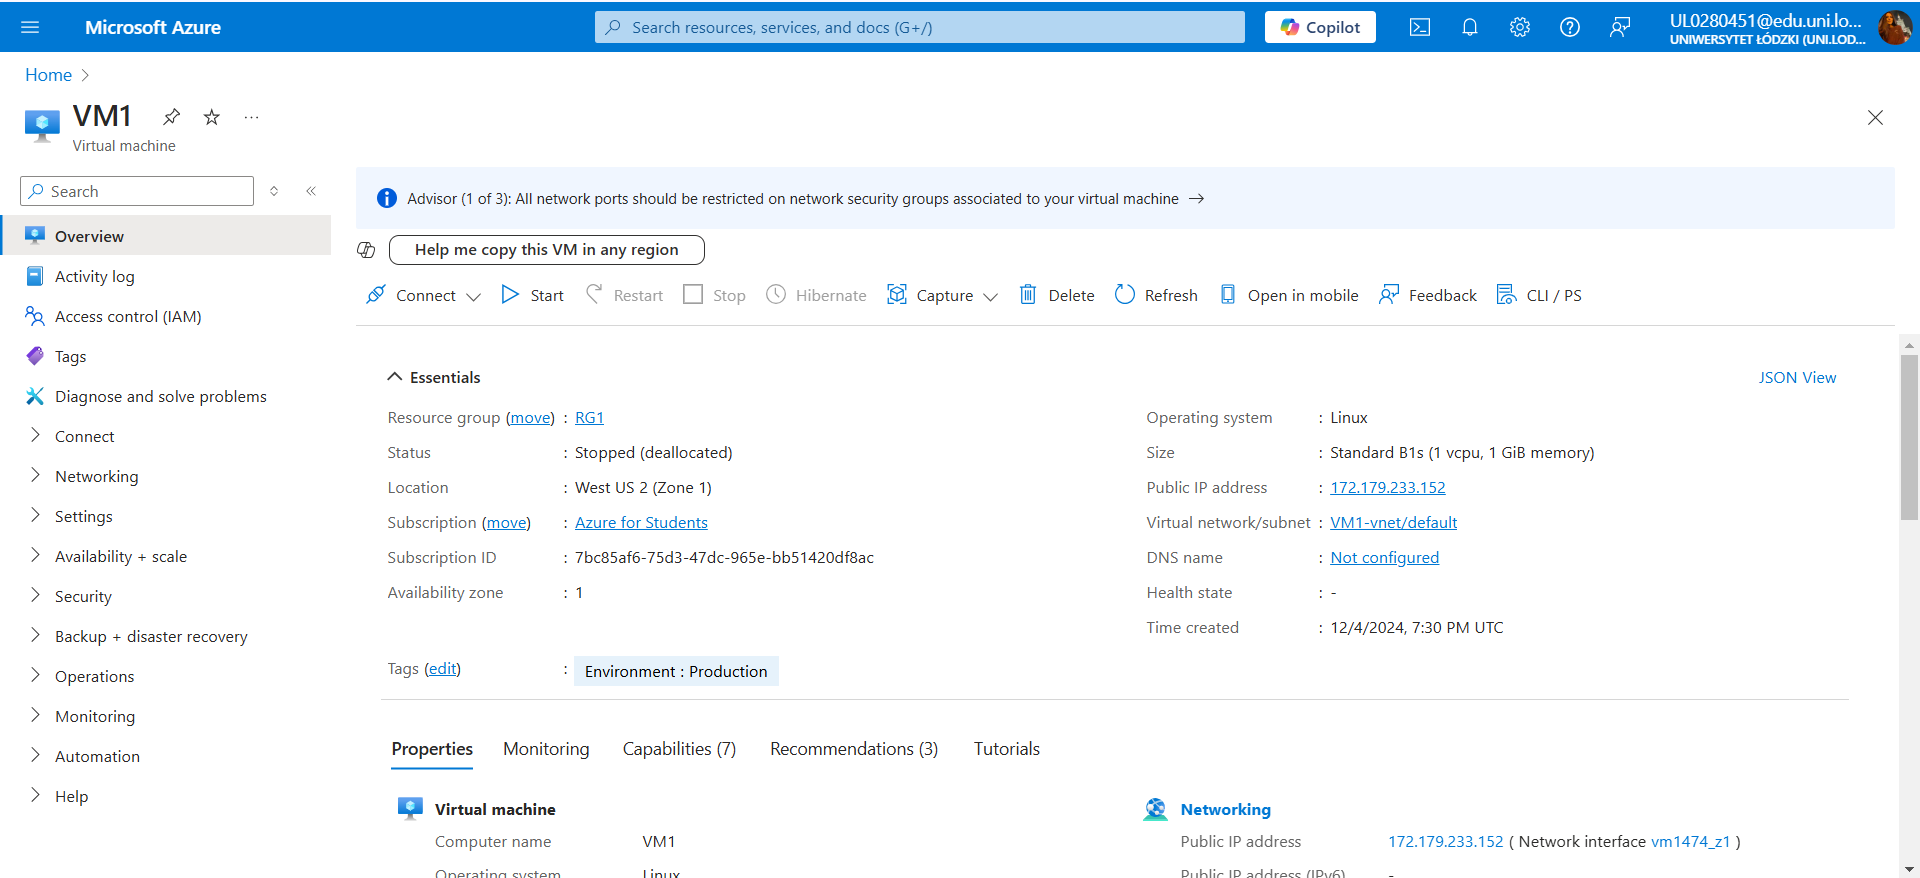 Microsoft Azure
Search resources, services, and docs (G+/)
Copilot
UL0280451@edu.uni.lo...
UNIWERSYTET ŁÓDZKI (UNI.LOD...
Home
VM1
Virtual machine
Search
Overview
Activity log
Access control (IAM)
Tags
Diagnose and solve problems
Connect
Networking
Settings
Availability + scale
Security
Backup + disaster recovery
Operations
Monitoring
Automation
Help
Advisor (1 of 3): All network ports should be restricted on network security groups associated to your virtual machine →
Help me copy this VM in any region
Connect Start Restart Stop Hibernate Capture Delete Refresh Open in mobile Feedback CLI / PS
Essentials
JSON View
Resource group (move) : RG1
Status : Stopped (deallocated)
Location : West US 2 (Zone 1)
Subscription (move) : Azure for Students
Subscription ID : 7bc85af6-75d3-47dc-965e-bb51420df8ac
Availability zone : 1
Operating system : Linux
Size : Standard B1s (1 vcpu, 1 GiB memory)
Public IP address : 172.179.233.152
Virtual network/subnet : VM1-vnet/default
DNS name : Not configured
Health state : -
Time created : 12/4/2024, 7:30 PM UTC
Tags (edit) : Environment : Production
Properties Monitoring Capabilities (7) Recommendations (3) Tutorials
Virtual machine
Computer name VM1
Operating system Linux
Networking
Public IP address 172.179.233.152 ( Network interface vm1474_z1 )
Public IP address (IPv6) -